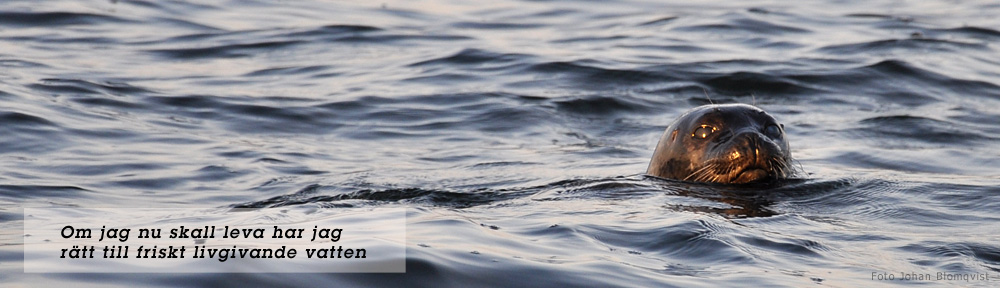 Om jag nu skall leva har jag
rätt till friskt livgivande vatten
Foto Johan Blomqvist